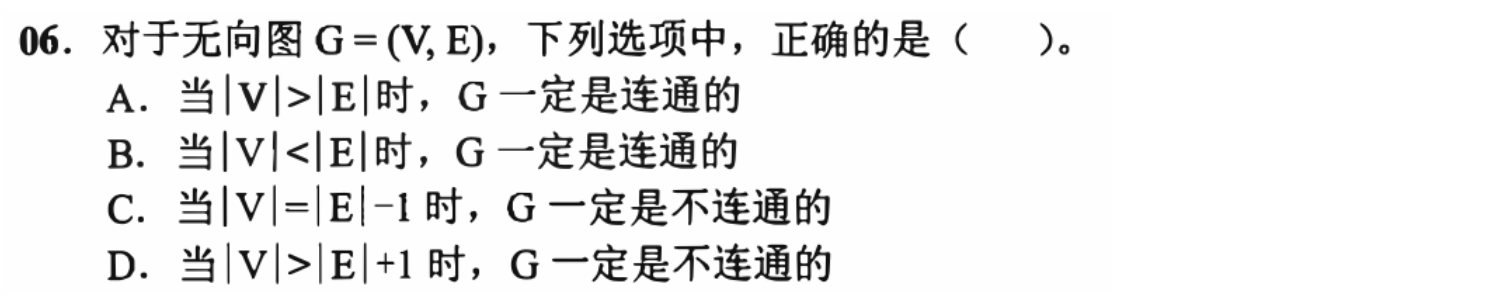 06. 对于无向图 G = (V, E)，下列选项中，正确的是（　　）。
A. 当|V|>|E|时，G 一定是连通的
B. 当|V|<|E|时，G 一定是连通的
C. 当|V|=|E|-1 时，G 一定是不连通的
D. 当|V|>|E|+1 时，G 一定是不连通的